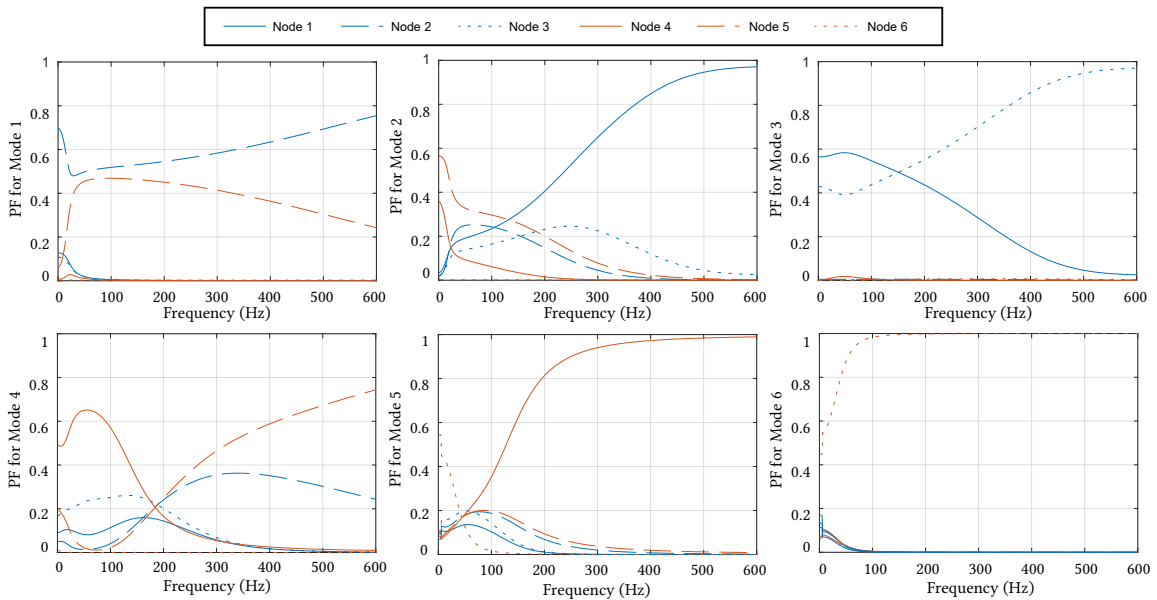 Node 1 Node 2 Node 3 Node 4 Node 5 Node 6
PF for Mode 1
1
0.8
0.6
0.4
0.2
0
0 100 200 300 400 500 600
Frequency (Hz)
PF for Mode 2
1
0.8
0.6
0.4
0.2
0
0 100 200 300 400 500 600
Frequency (Hz)
PF for Mode 3
1
0.8
0.6
0.4
0.2
0
0 100 200 300 400 500 600
Frequency (Hz)
PF for Mode 4
1
0.8
0.6
0.4
0.2
0
0 100 200 300 400 500 600
Frequency (Hz)
PF for Mode 5
1
0.8
0.6
0.4
0.2
0
0 100 200 300 400 500 600
Frequency (Hz)
PF for Mode 6
1
0.8
0.6
0.4
0.2
0
0 100 200 300 400 500 600
Frequency (Hz)